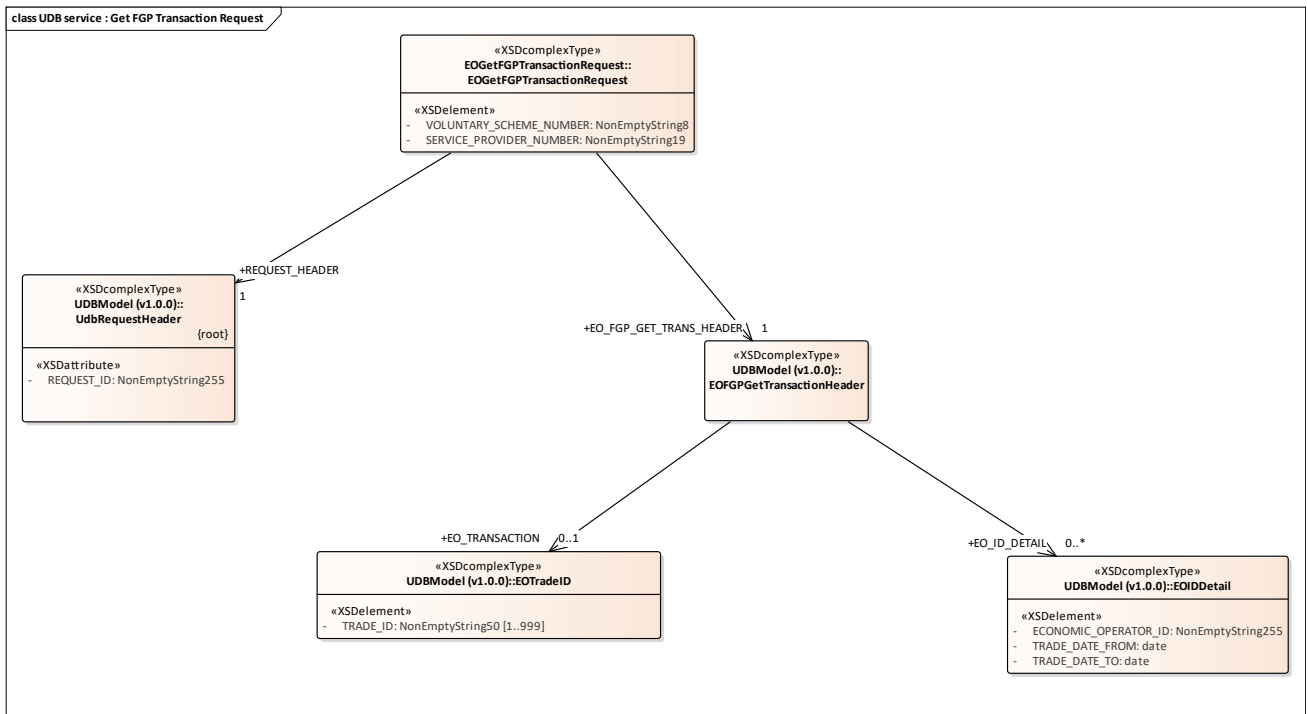 class UDB service : Get FGP Transaction Request
«XSDcomplexType»
EOGetFGPTransactionRequest::
EOGetFGPTransactionRequest
«XSDelement»
- VOLUNTARY_SCHEME_NUMBER: NonEmptyString8
- SERVICE_PROVIDER_NUMBER: NonEmptyString19
+REQUEST_HEADER
1
«XSDcomplexType»
UDBModel (v1.0.0)::
UdbRequestHeader
{root}
«XSDattribute»
- REQUEST_ID: NonEmptyString255
+EO_FGP_GET_TRANS_HEADER 1
«XSDcomplexType»
UDBModel (v1.0.0)::
EOFGPGetTransactionHeader
+EO_TRANSACTION 0..1
«XSDcomplexType»
UDBModel (v1.0.0)::EOTradeID
«XSDelement»
- TRADE_ID: NonEmptyString50 [1..999]
+EO_ID_DETAIL 0..*
«XSDcomplexType»
UDBModel (v1.0.0)::EOIDDetail
«XSDelement»
- ECONOMIC_OPERATOR_ID: NonEmptyString255
- TRADE_DATE_FROM: date
- TRADE_DATE_TO: date